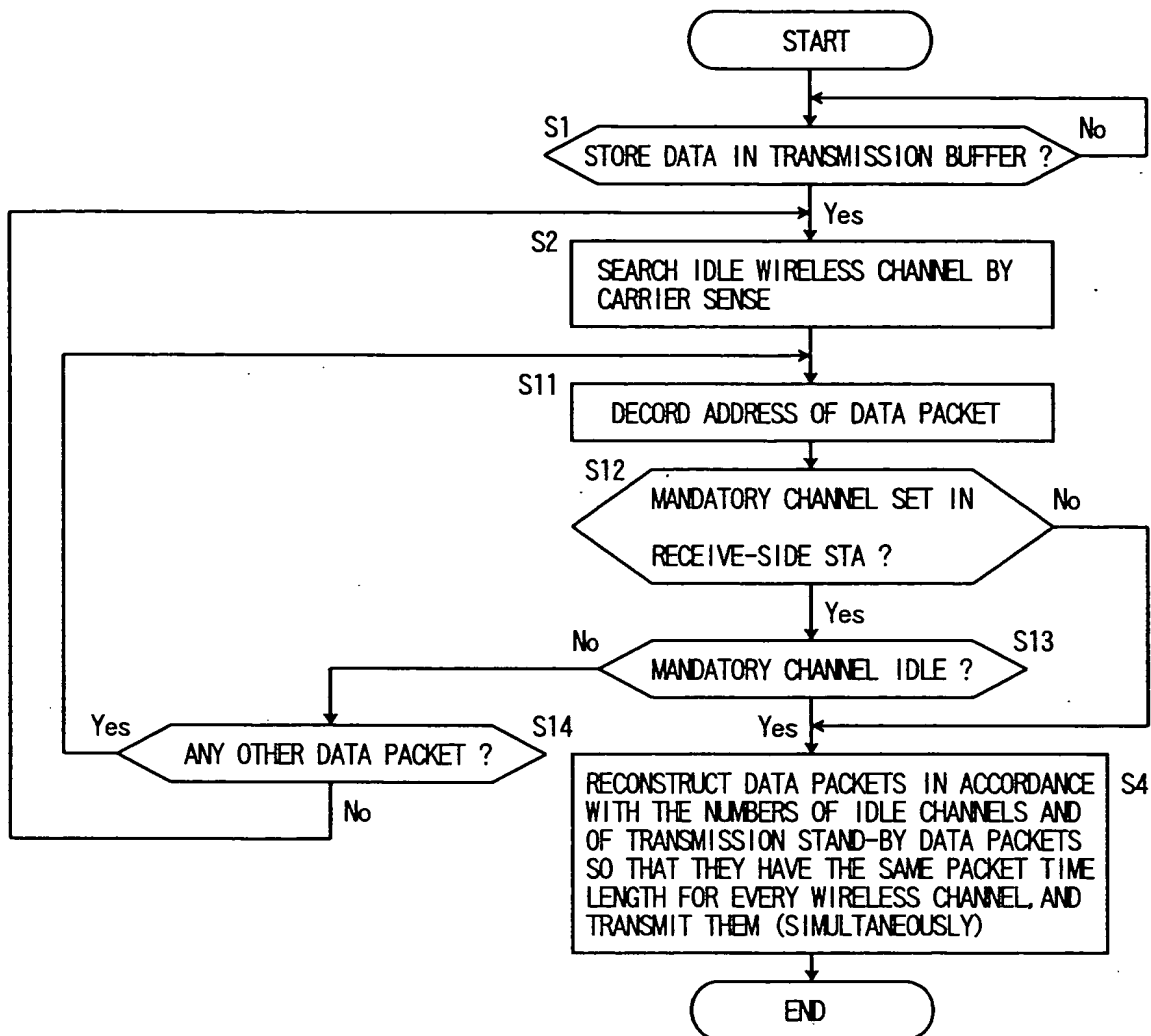 START
S1
No
STORE DATA IN TRANSMISSION BUFFER ?
Yes
S2
SEARCH IDLE WIRELESS CHANNEL BY
CARRIER SENSE
S11
DECORD ADDRESS OF DATA PACKET
S12
MANDATORY CHANNEL SET IN
RECEIVE-SIDE STA ?
No
Yes
No
S13
MANDATORY CHANNEL IDLE ?
Yes
Yes
S14
ANY OTHER DATA PACKET ?
No
S4
RECONSTRUCT DATA PACKETS IN ACCORDANCE
WITH THE NUMBERS OF IDLE CHANNELS AND
OF TRANSMISSION STAND-BY DATA PACKETS
SO THAT THEY HAVE THE SAME PACKET TIME
LENGTH FOR EVERY WIRELESS CHANNEL, AND
TRANSMIT THEM (SIMULTANEOUSLY)
END